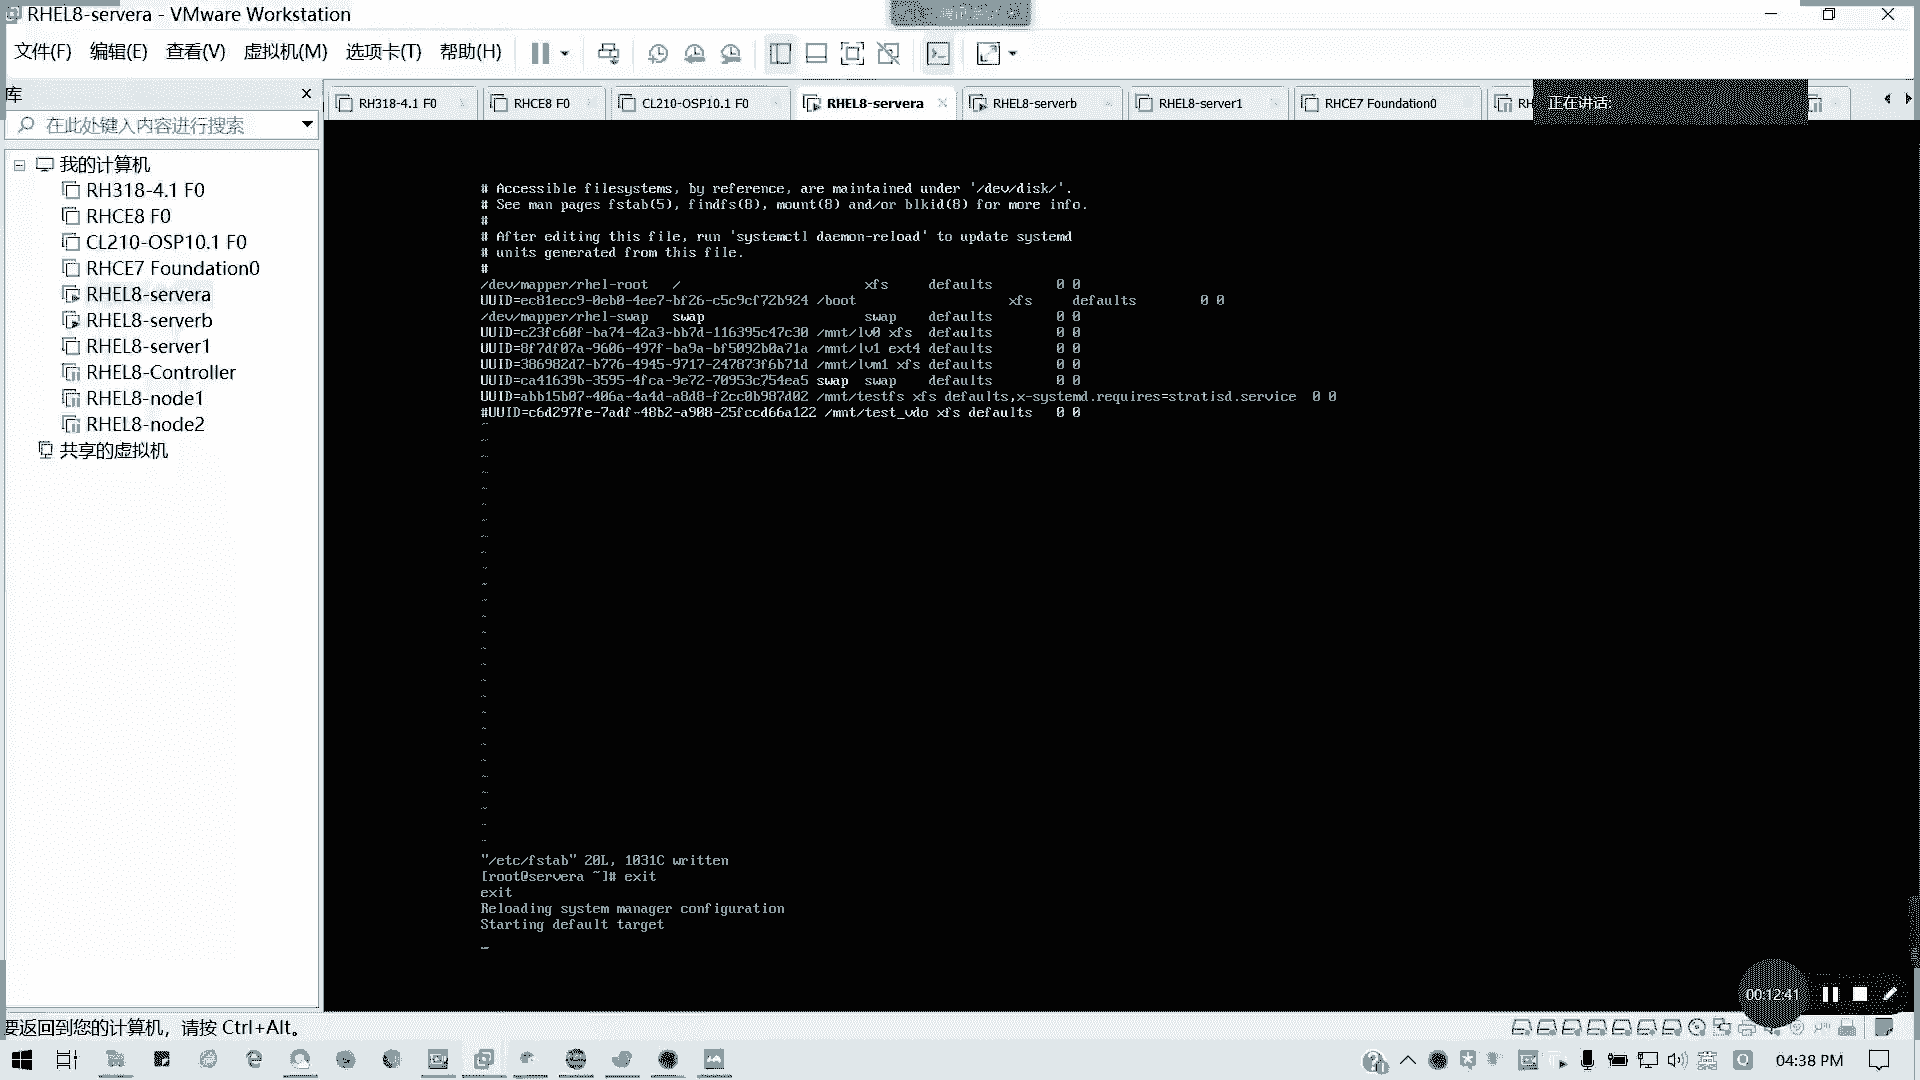 RHEL8-servera - VMware Workstation
文件(F) 编辑(E) 查看(V) 虚拟机(M) 选项卡(T) 帮助(H)
库
在此处键入内容进行搜索
我的计算机
RH318-4.1 F0
RHCE8 F0
CL210-OSP10.1 F0
RHCE7 Foundation0
RHEL8-servera
RHEL8-serverb
RHEL8-server1
RHEL8-Controller
RHEL8-node1
RHEL8-node2
共享的虚拟机
RH318-4.1 F0 RHCE8 F0 CL210-OSP10.1 F0 RHEL8-servera RHEL8-serverb RHEL8-server1 RHCE7 Foundation0 RH
正在讲话:
# Accessible filesystems, by reference, are maintained under '/dev/disk/'.
# See man pages fstab(5), findfs(8), mount(8) and/or blkid(8) for more info.
#
# After editing this file, run 'systemctl daemon-reload' to update systemd
# units generated from this file.
#
/dev/mapper/rhel-root / xfs defaults 0 0
UUID=ec81ecc9-0eb0-4ee7-bf26-c5c9cf72b924 /boot xfs defaults 0 0
/dev/mapper/rhel-swap swap swap defaults 0 0
UUID=c23fc60f-ba74-42a3-bb7d-116395c47c30 /mnt/lv0 xfs defaults 0 0
UUID=8f7df07a-9606-497f-ba9a-bf5092b0a71a /mnt/lv1 ext4 defaults 0 0
UUID=386982d7-b776-4945-9717-247873f6b71d /mnt/lvm1 xfs defaults 0 0
UUID=ca41639b-3595-4fca-9e72-70953c754ea5 swap swap defaults 0 0
UUID=abb15b07-406a-4a4d-a8d8-f2cc0b987d02 /mnt/testfs xfs defaults,x-systemd.requires=stratisd.service 0 0
#UUID=c6d297fe-7adf-48b2-a908-25fccd66a122 /mnt/test_vdo xfs defaults 0 0
"/etc/fstab" 20L, 1031C written
[root@servera ~]# exit
exit
Reloading system manager configuration
Starting default target
00:12:41
要返回到您的计算机，请按 Ctrl+Alt。
04:38 PM